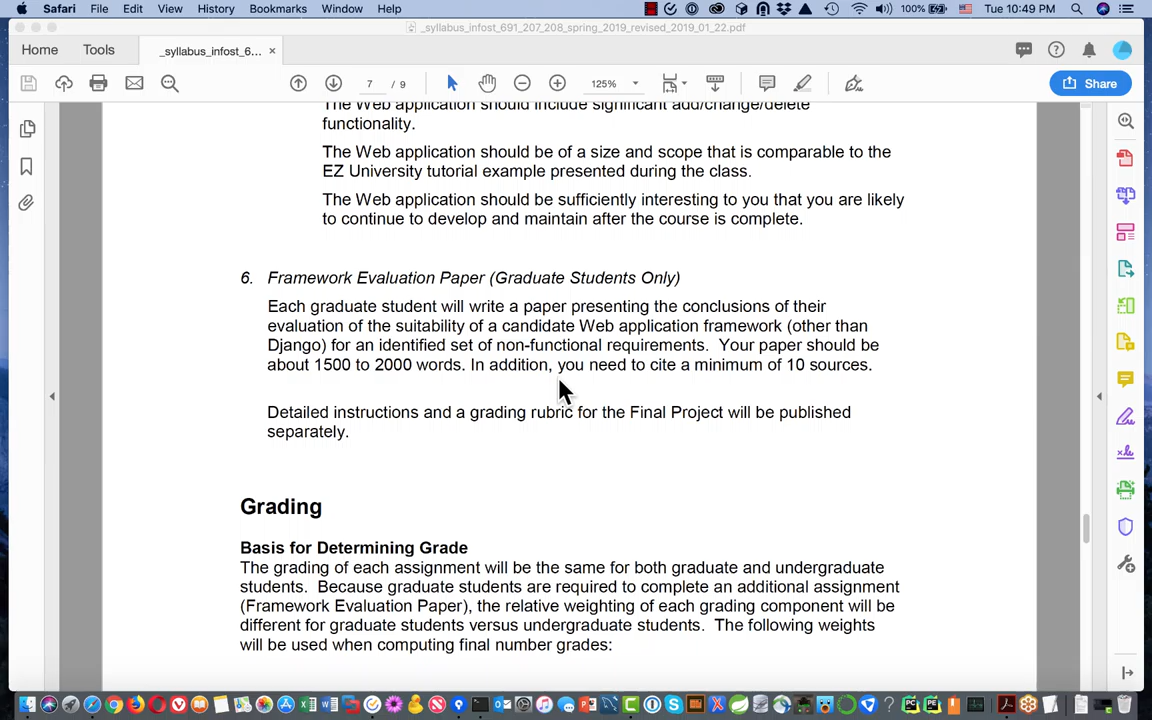 Safari File Edit View History Bookmarks Window Help 100% Tue 10:49 PM
_syllabus_infost_691_207_208_spring_2019_revised_2019_01_22.pdf
Home Tools _syllabus_infost_6... ×
7 / 9 125% Share
The Web application should include significant add/change/delete
functionality.
The Web application should be of a size and scope that is comparable to the
EZ University tutorial example presented during the class.
The Web application should be sufficiently interesting to you that you are likely
to continue to develop and maintain after the course is complete.
6. Framework Evaluation Paper (Graduate Students Only)
Each graduate student will write a paper presenting the conclusions of their
evaluation of the suitability of a candidate Web application framework (other than
Django) for an identified set of non-functional requirements. Your paper should be
about 1500 to 2000 words. In addition, you need to cite a minimum of 10 sources.
Detailed instructions and a grading rubric for the Final Project will be published
separately.
Grading
Basis for Determining Grade
The grading of each assignment will be the same for both graduate and undergraduate
students. Because graduate students are required to complete an additional assignment
(Framework Evaluation Paper), the relative weighting of each grading component will be
different for graduate students versus undergraduate students. The following weights
will be used when computing final number grades: